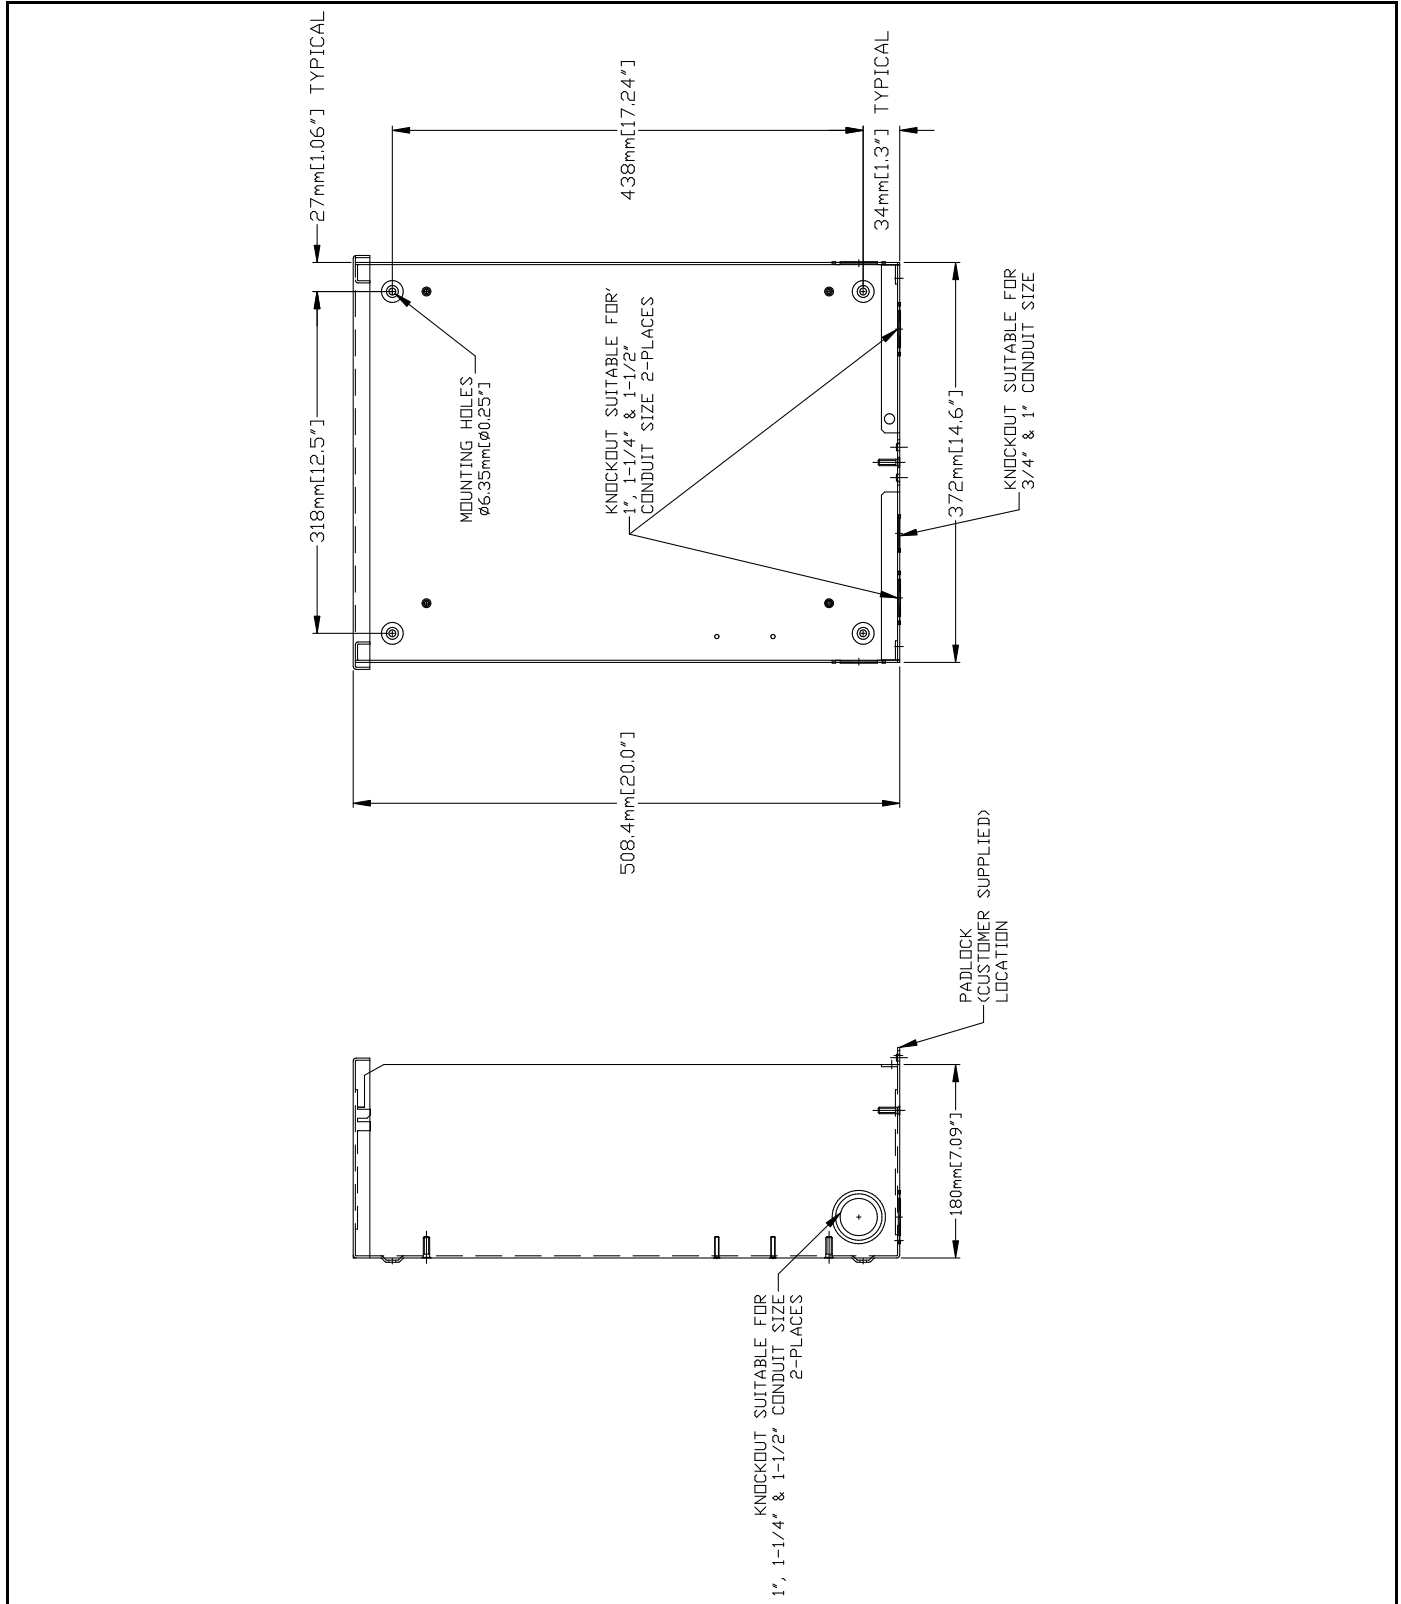 27mm[1.06"] TYPICAL
318mm[12.5"]
438mm[17.24"]
34mm[1.3"] TYPICAL
MOUNTING HOLES
ø6.35mm[ø0.25"]
KNOCKOUT SUITABLE FOR'
1", 1-1/4" & 1-1/2"
CONDUIT SIZE 2-PLACES
372mm[14.6"]
KNOCKOUT SUITABLE FOR
3/4" & 1" CONDUIT SIZE
508.4mm[20.0"]
PADLOCK
(CUSTOMER SUPPLIED)
LOCATION
180mm[7.09"]
KNOCKOUT SUITABLE FOR
1", 1-1/4" & 1-1/2" CONDUIT SIZE
2-PLACES